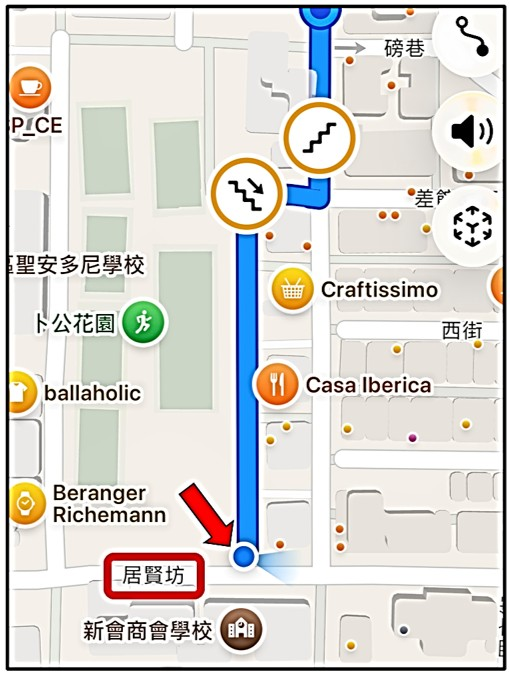 磅巷
SP_CE
差館
區聖安多尼學校
Craftissimo
卜公花園
西街
ballaholic
Casa Iberica
Beranger
Richemann
居賢坊
新會商會學校